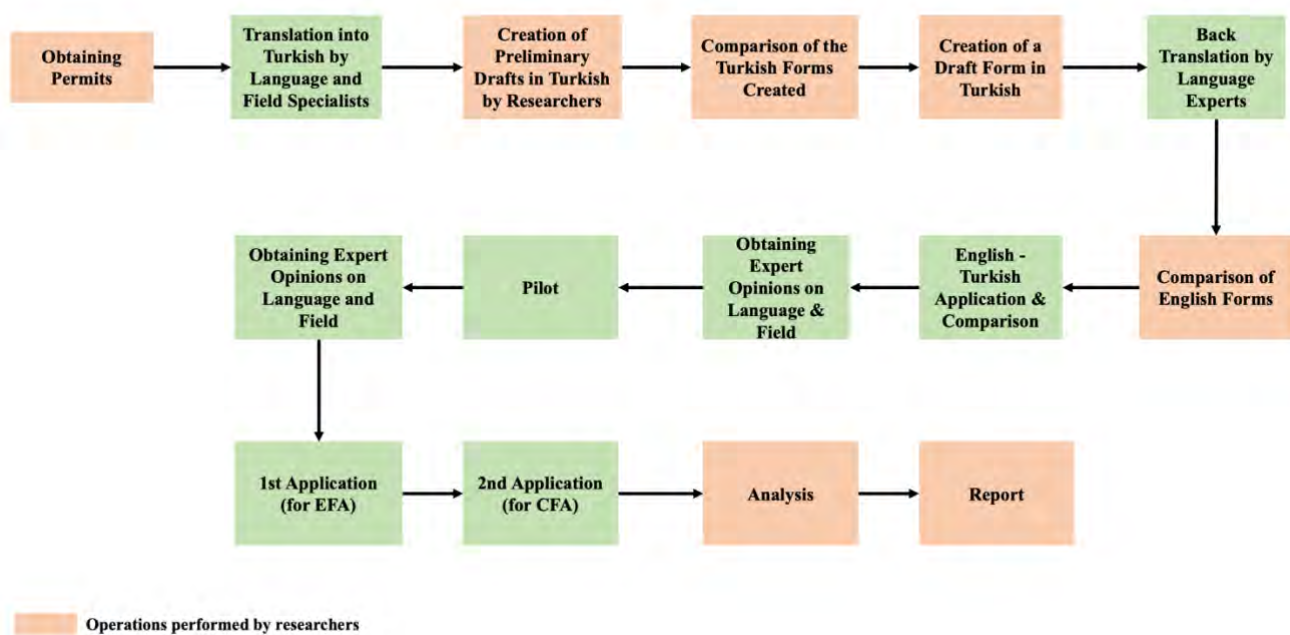 Obtaining
Permits
Translation into
Turkish by
Language and
Field Specialists
Creation of
Preliminary
Drafts in Turkish
by Researchers
Comparison of the
Turkish Forms
Created
Creation of a
Draft Form in
Turkish
Back
Translation by
Language
Experts
Comparison of
English Forms
English -
Turkish
Application &
Comparison
Obtaining
Expert
Opinions on
Language &
Field
Pilot
Obtaining Expert
Opinions on
Language and
Field
1st Application
(for EFA)
2nd Application
(for CFA)
Analysis
Report
Operations performed by researchers